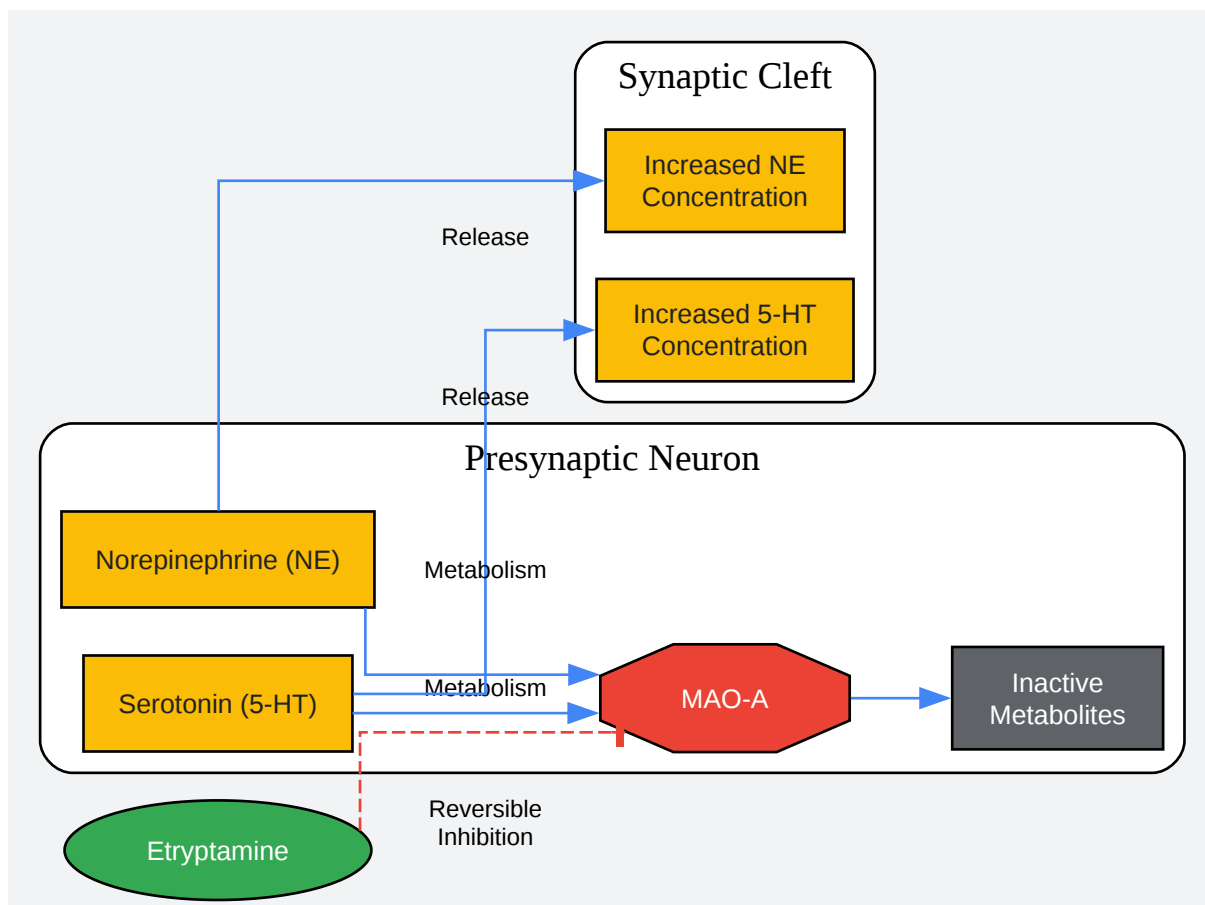 Synaptic Cleft
Increased NE
Concentration
Release
Increased 5-HT
Concentration
Release
Presynaptic Neuron
Norepinephrine (NE)
Metabolism
Serotonin (5-HT)
Metabolism
MAO-A
Inactive
Metabolites
Reversible
Inhibition
Etryptamine